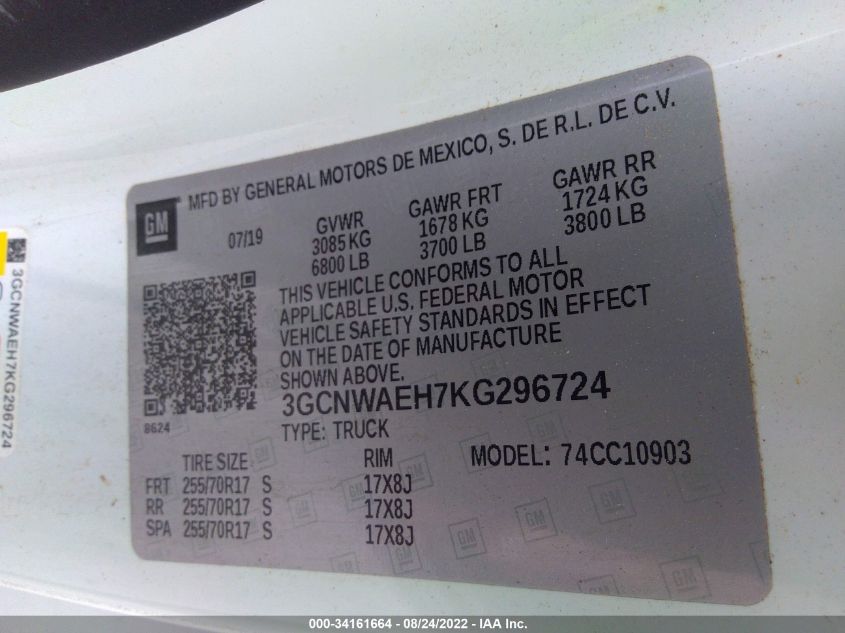 MFD BY GENERAL MOTORS DE MEXICO, S. DE R.L. DE C.V.
GM
07/19
GVWR GAWR FRT GAWR RR
3085 KG 1678 KG 1724 KG
6800 LB 3700 LB 3800 LB
THIS VEHICLE CONFORMS TO ALL
APPLICABLE U.S. FEDERAL MOTOR
VEHICLE SAFETY STANDARDS IN EFFECT
ON THE DATE OF MANUFACTURE
SHOWN ABOVE.
3GCNWAEH7KG296724
8624
TYPE: TRUCK
MODEL: 74CC10903
TIRE SIZE RIM
FRT 255/70R17 S 17X8J
RR 255/70R17 S 17X8J
SPA 255/70R17 S 17X8J
3GCNWAEH7KG296724
000-34161664 - 08/24/2022 - IAA Inc.